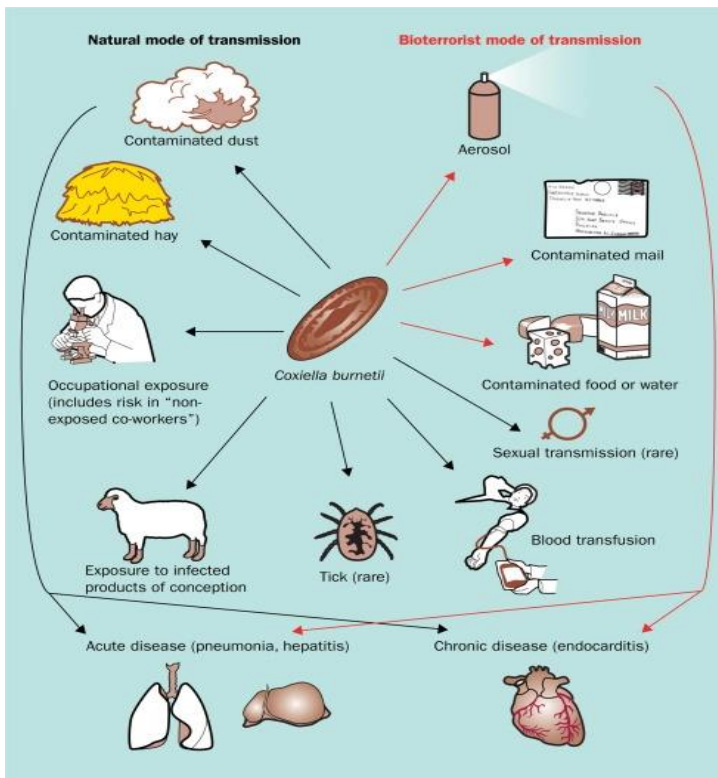 Natural mode of transmission
Bioterrorist mode of transmission
Contaminated dust
Aerosol
Contaminated hay
Contaminated mail
MILK
MILK
Occupational exposure
(includes risk in “non-
exposed co-workers”)
Coxiella burnetii
Contaminated food or water
Sexual transmission (rare)
Exposure to infected
products of conception
Tick (rare)
Blood transfusion
Acute disease (pneumonia, hepatitis)
Chronic disease (endocarditis)